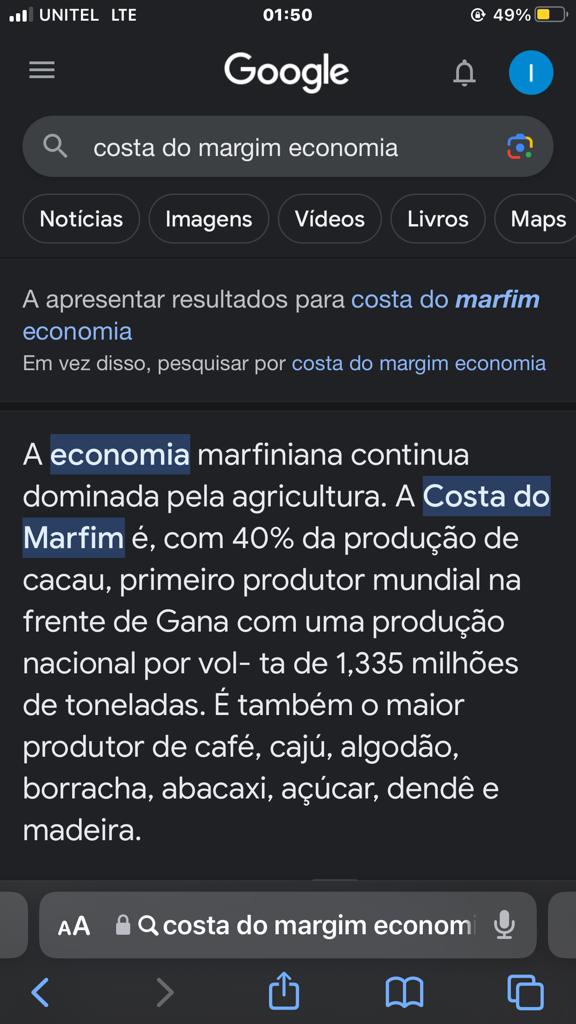 UNITEL LTE 01:50 49%
Google
I
costa do margim economia
Notícias Imagens Vídeos Livros Maps
A apresentar resultados para costa do marfim
economia
Em vez disso, pesquisar por costa do margim economia
A economia marfiniana continua
dominada pela agricultura. A Costa do
Marfim é, com 40% da produção de
cacau, primeiro produtor mundial na
frente de Gana com uma produção
nacional por vol- ta de 1,335 milhões
de toneladas. É também o maior
produtor de café, cajú, algodão,
borracha, abacaxi, açúcar, dendê e
madeira.
AA costa do margim economi